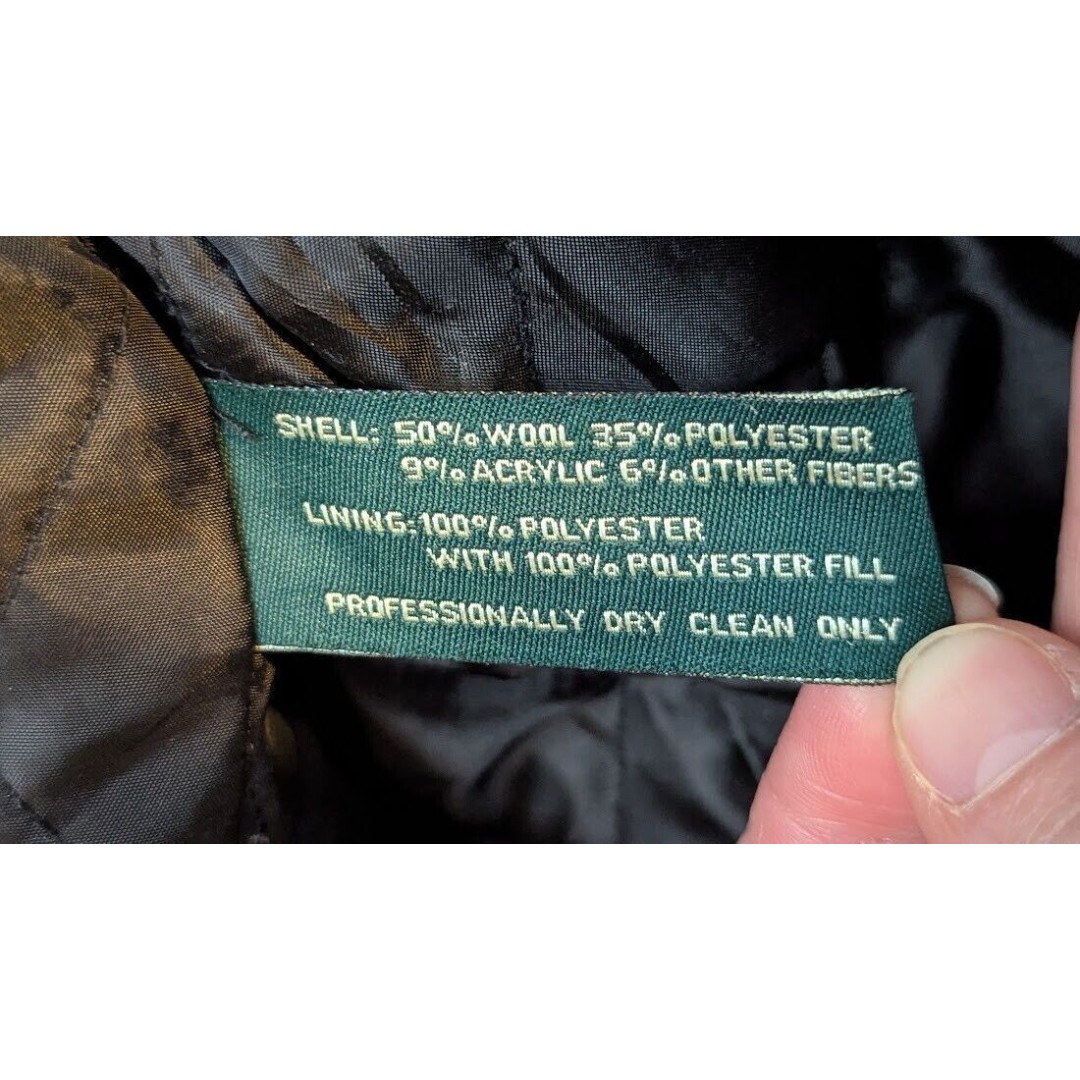 SHELL: 50% WOOL 35% POLYESTER
9% ACRYLIC 6% OTHER FIBERS
LINING: 100% POLYESTER
WITH 100% POLYESTER FILL
PROFESSIONALLY DRY CLEAN ONLY